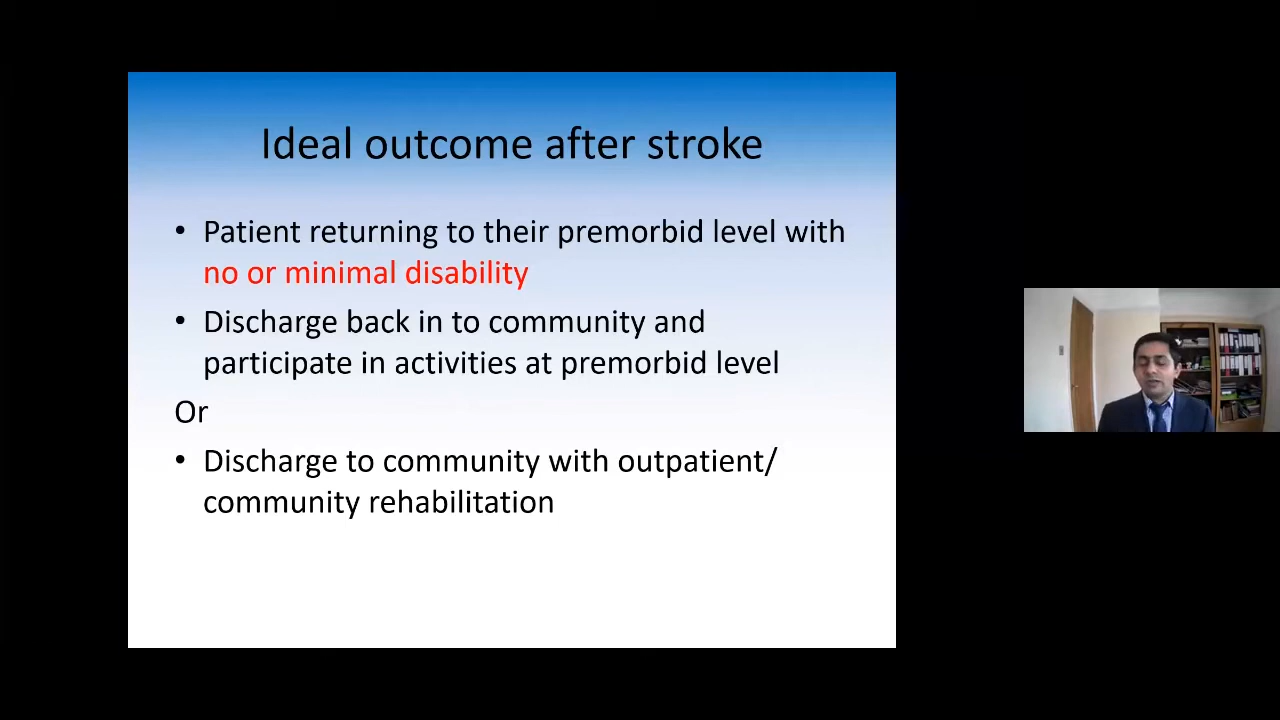 Ideal outcome after stroke
• Patient returning to their premorbid level with
no or minimal disability
• Discharge back in to community and
participate in activities at premorbid level
Or
• Discharge to community with outpatient/
community rehabilitation